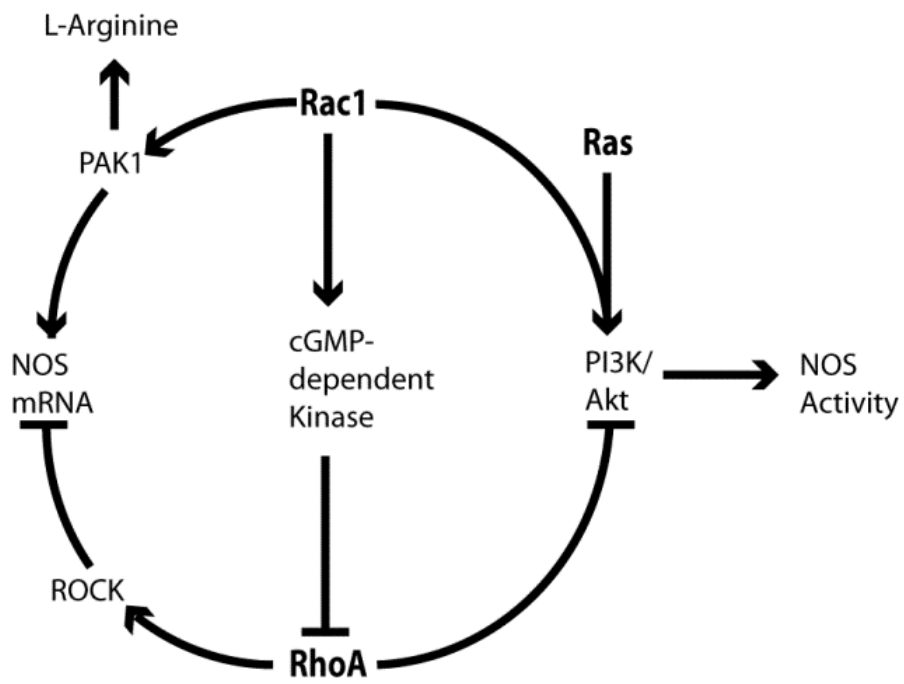 L-Arginine
Rac1
Ras
PAK1
cGMP-
dependent
Kinase
NOS
mRNA
PI3K/
Akt
NOS
Activity
ROCK
RhoA